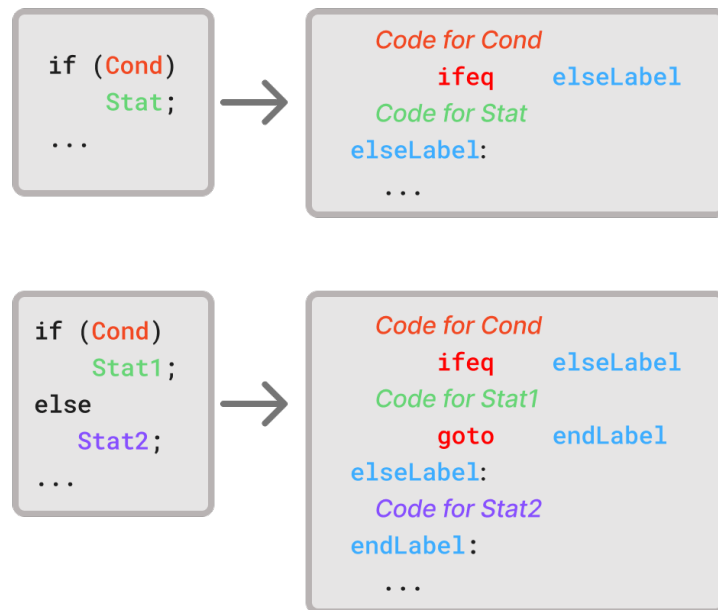 if (Cond)
Stat;
...
Code for Cond
ifeq elseLabel
Code for Stat
elseLabel:
...
if (Cond)
Stat1;
else
Stat2;
...
Code for Cond
ifeq elseLabel
Code for Stat1
goto endLabel
elseLabel:
Code for Stat2
endLabel:
...